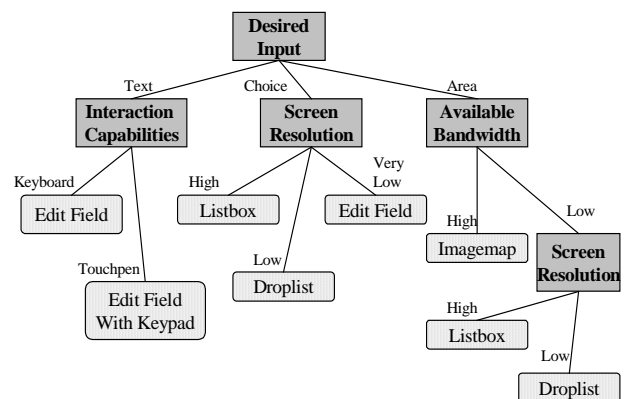 Desired
Input
Text
Choice
Area
Interaction
Capabilities
Screen
Resolution
Available
Bandwidth
Keyboard
High
Very
Low
Edit Field
Listbox
Edit Field
High
Low
Imagemap
Touchpen
Low
Screen
Resolution
Edit Field
With Keypad
Droplist
High
Listbox
Low
Droplist